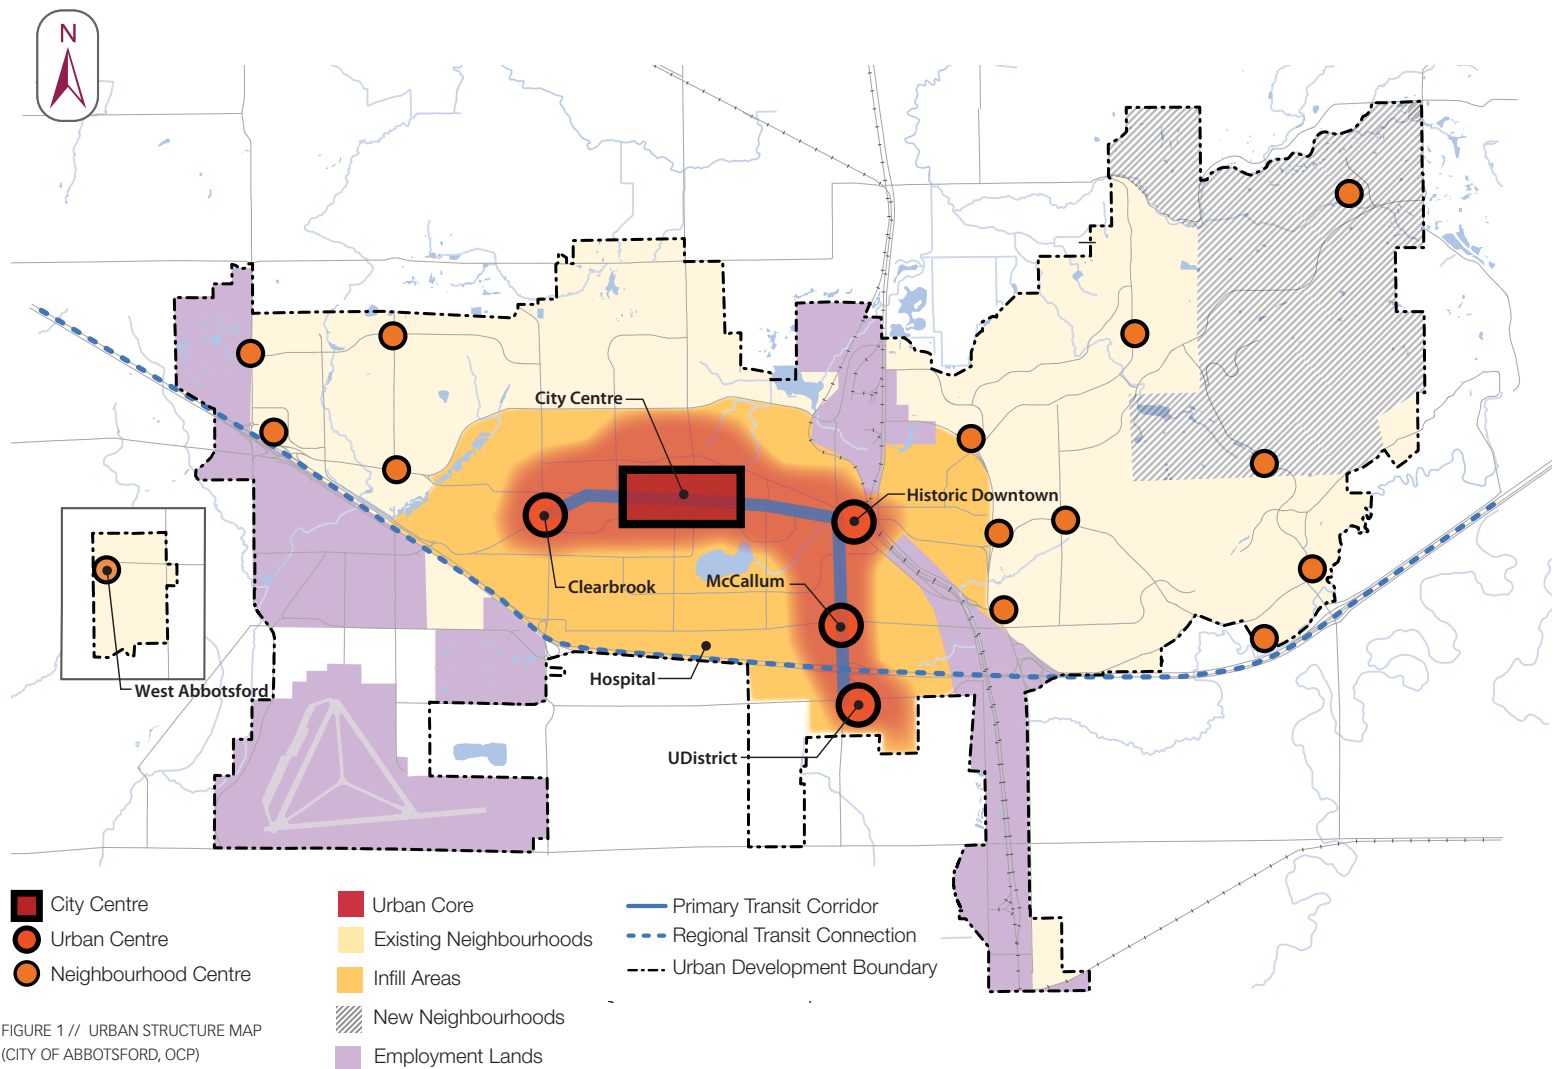 N
City Centre
Historic Downtown
Clearbrook
McCallum
Hospital
West Abbotsford
UDistrict
City Centre
Urban Centre
Neighbourhood Centre
Urban Core
Existing Neighbourhoods
Infill Areas
New Neighbourhoods
Employment Lands
Primary Transit Corridor
Regional Transit Connection
Urban Development Boundary
FIGURE 1 // URBAN STRUCTURE MAP
(CITY OF ABBOTSFORD, OCP)